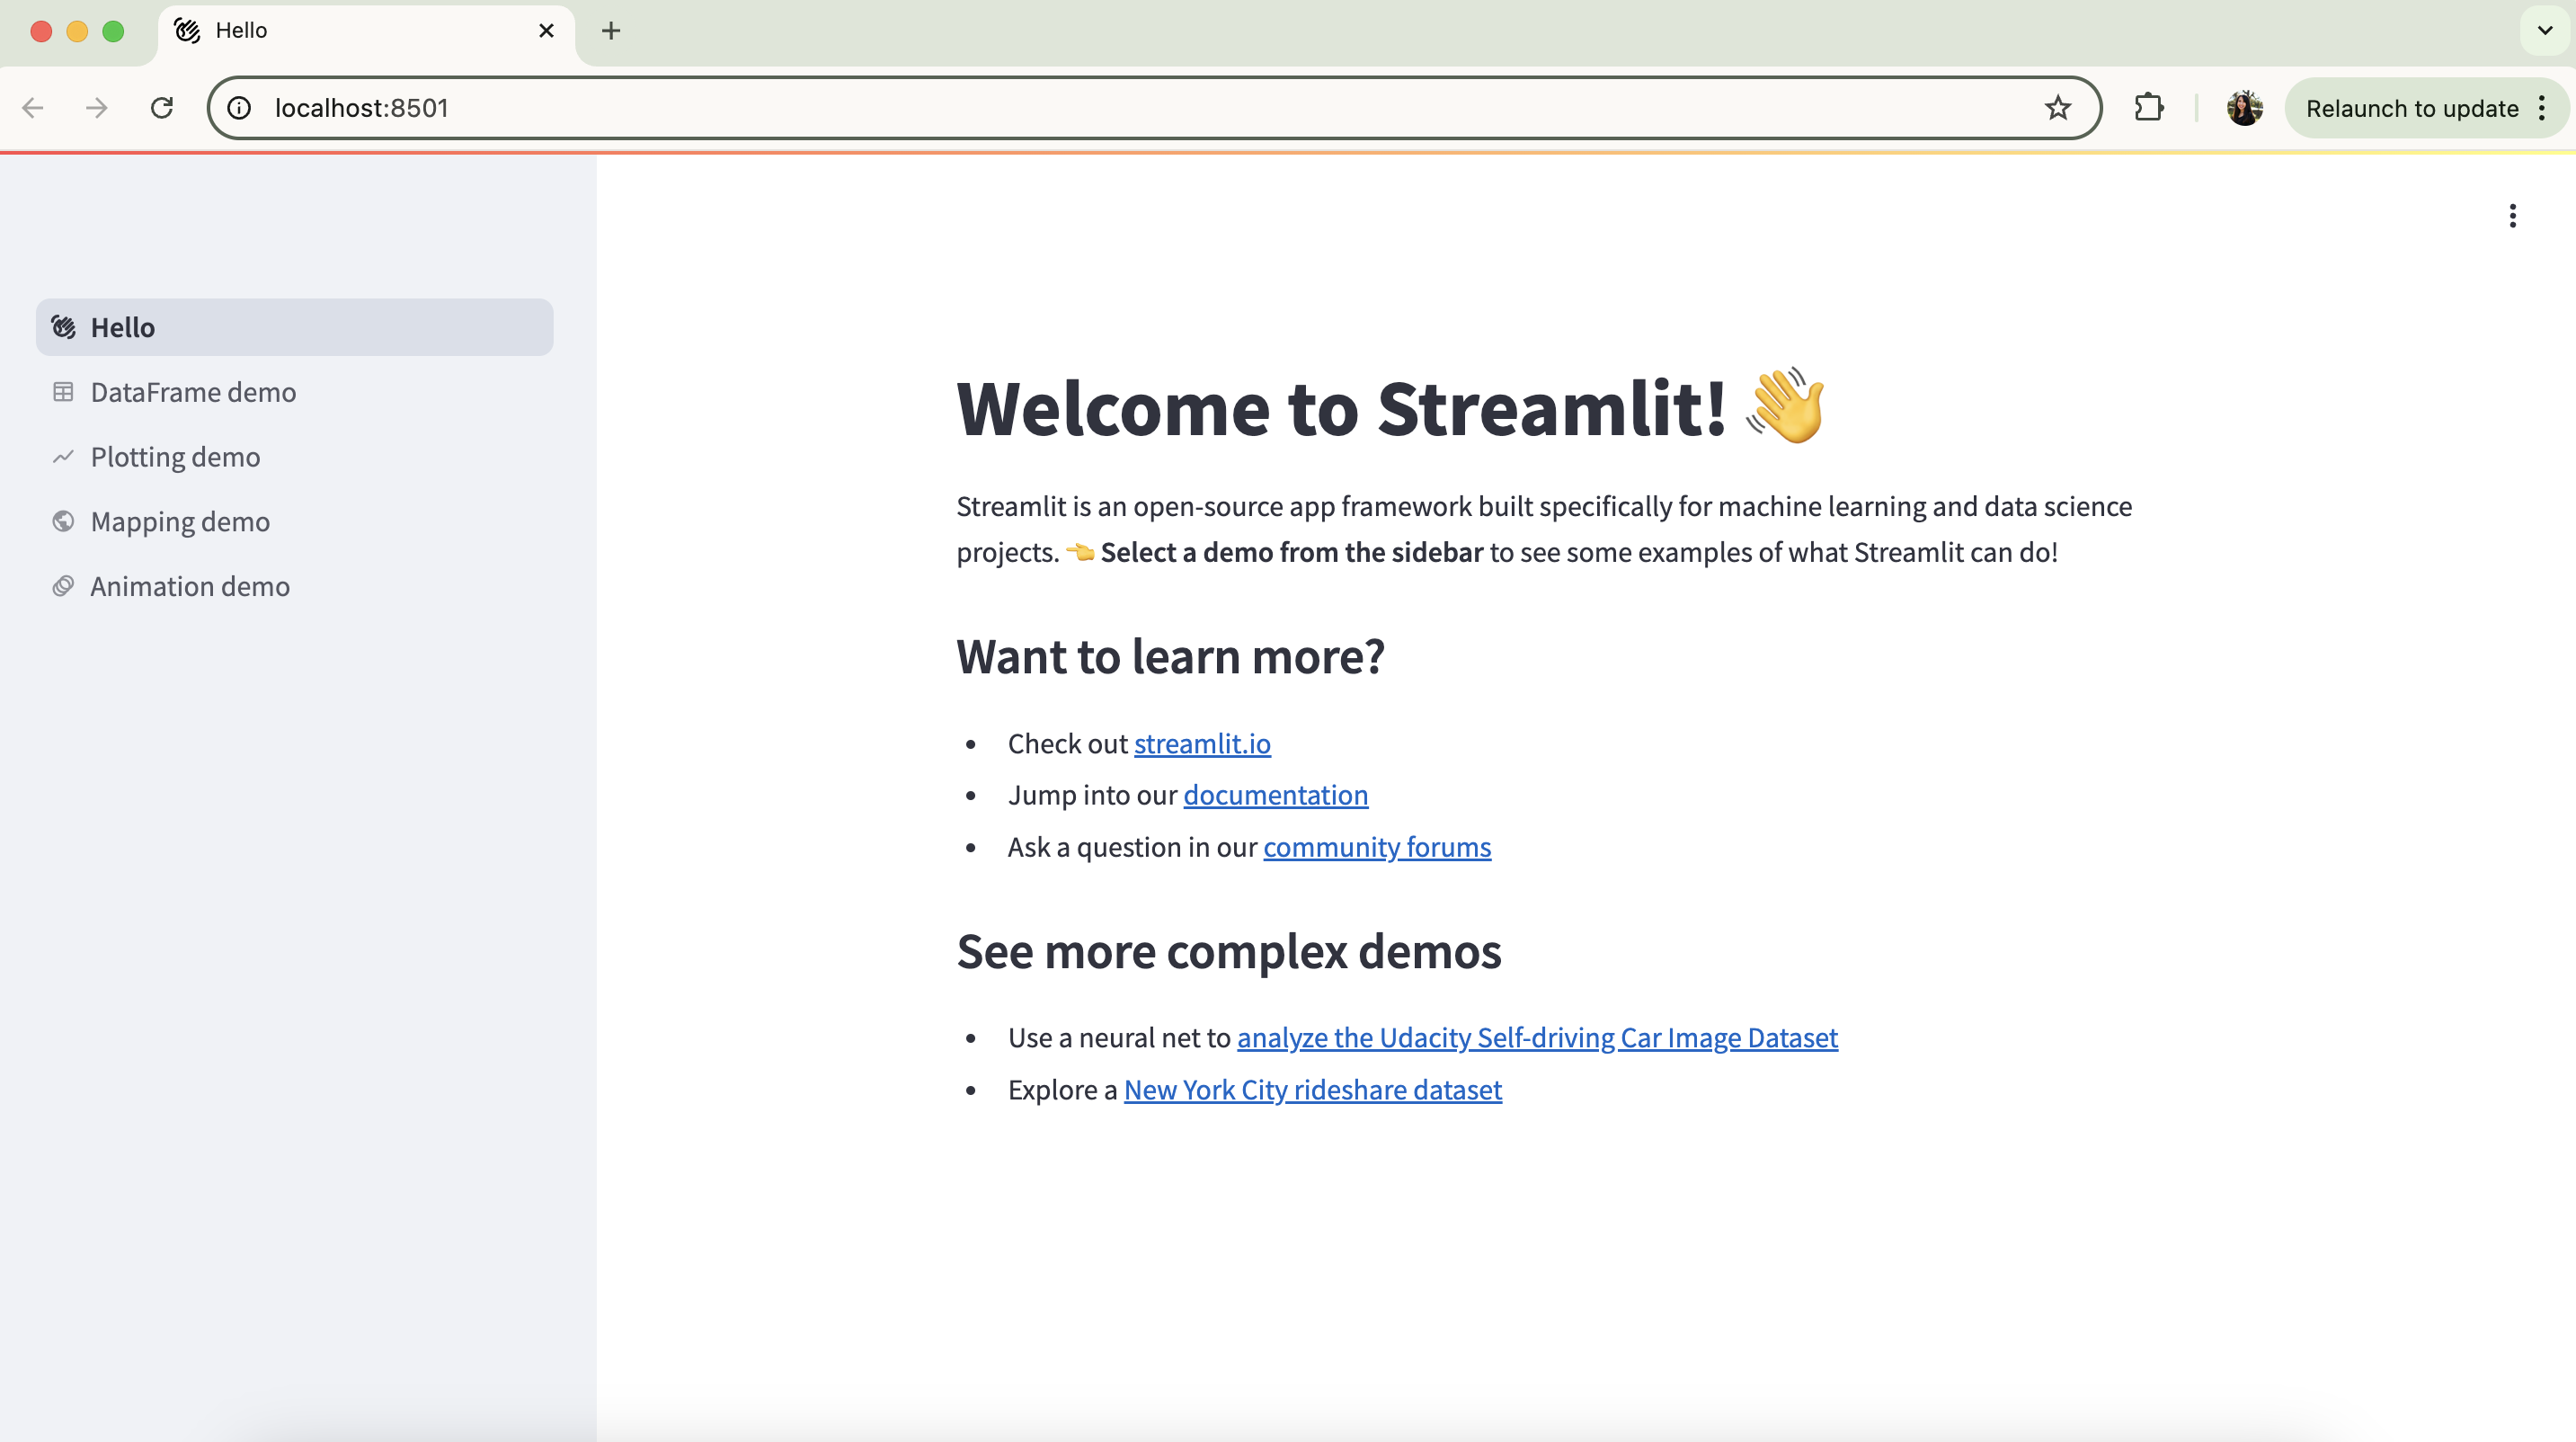 Hello
localhost:8501
Relaunch to update
Hello
DataFrame demo
Plotting demo
Mapping demo
Animation demo
Welcome to Streamlit! 👋
Streamlit is an open-source app framework built specifically for machine learning and data science
projects. 👈 Select a demo from the sidebar to see some examples of what Streamlit can do!
Want to learn more?
Check out streamlit.io
Jump into our documentation
Ask a question in our community forums
See more complex demos
Use a neural net to analyze the Udacity Self-driving Car Image Dataset
Explore a New York City rideshare dataset